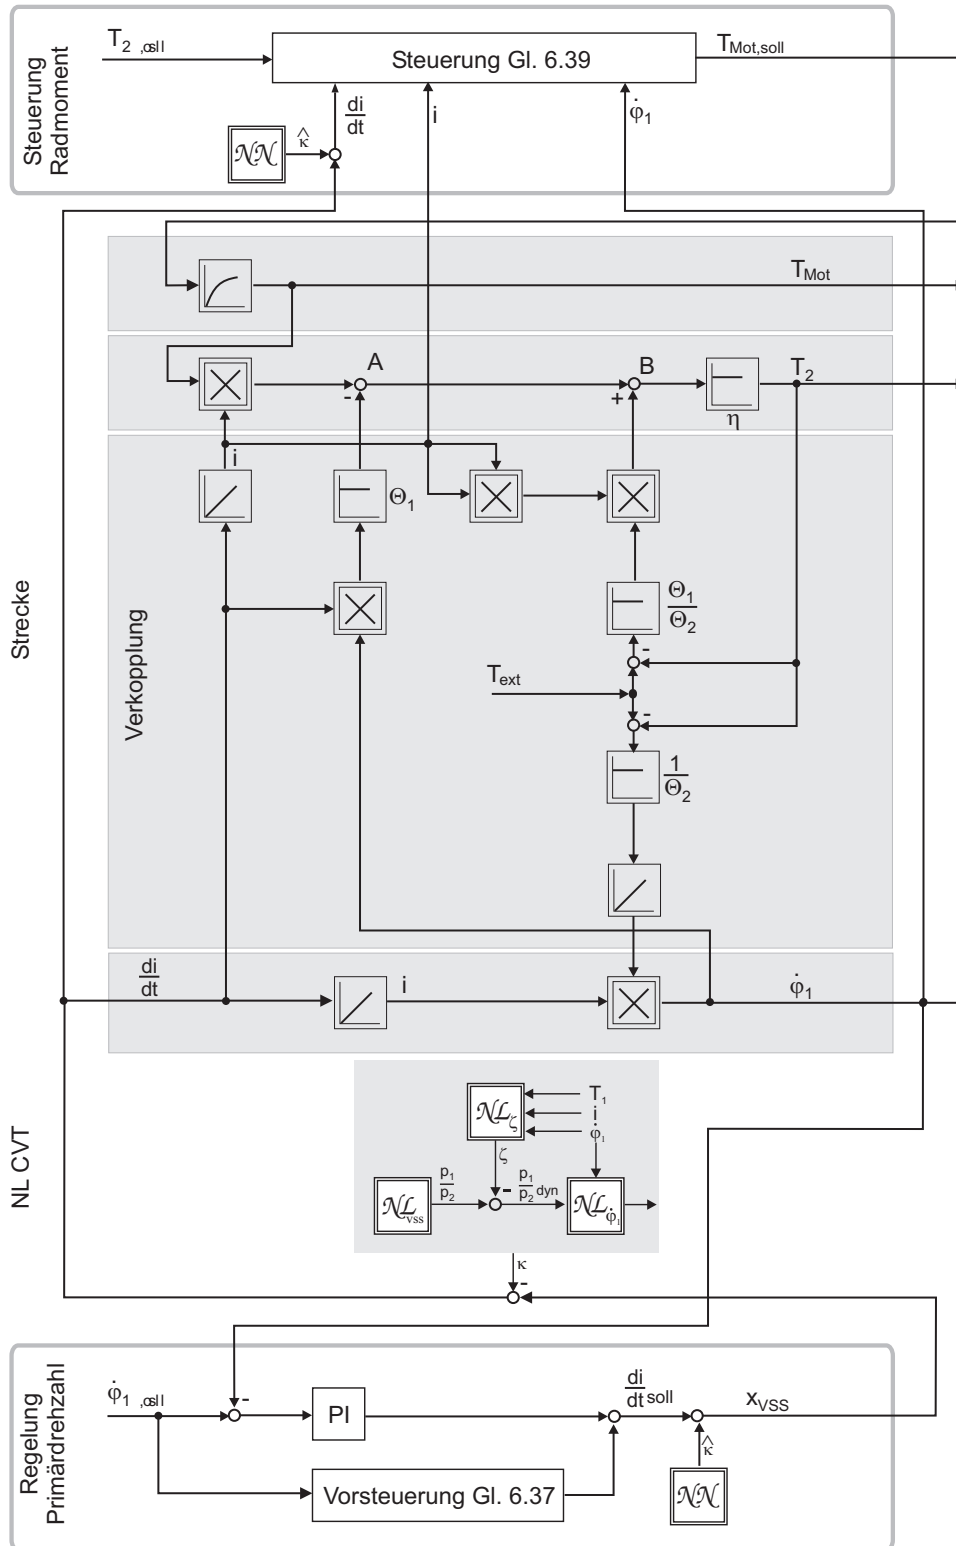 Steuerung
Radmoment
T2 ,osll
Steuerung Gl. 6.39
TMot,soll
di
dt
i
φ̇1
NN
κ̂
TMot
A
-
B
+
η
T2
i
Θ1
Θ1
Θ2
-
Text
-
1
Θ2
Strecke
Verkopplung
di
dt
i
φ̇1
NL CVT
NLζ
T1
i
φ̇1
ζ
NLVSS
p1
p2
-
p1
p2 dyn
NLφ̇1
κ
-
Regelung
Primärdrehzahl
φ̇1 ,osll
-
PI
di
dt soll
xVSS
κ̂
Vorsteuerung Gl. 6.37
NN